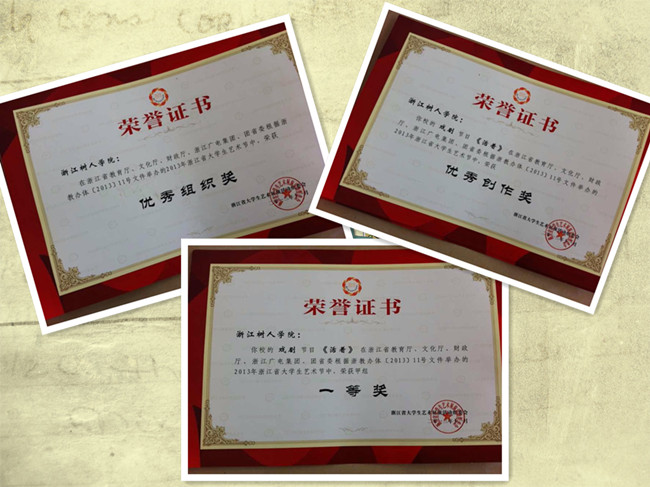 荣誉证书
浙江树人学院：
在浙江省教育厅、文化厅、财政厅、浙江广电集团、团省委根据浙
教办体〔2013〕11号文件举办的2013年浙江省大学生艺术节中，荣获
优秀组织奖
荣誉证书
浙江树人学院：
你校的 戏剧 节目 《活着》 在浙江省教育厅、文化厅、财政
厅、浙江广电集团、团省委根据浙教办体〔2013〕11号文件举办的
2013年浙江省大学生艺术节中，荣获
优秀创作奖
荣誉证书
浙江树人学院：
你校的 戏剧 节目 《活着》 在浙江省教育厅、文化厅、财政
厅、浙江广电集团、团省委根据浙教办体〔2013〕11号文件举办的
2013年浙江省大学生艺术节中，荣获甲组
一等奖